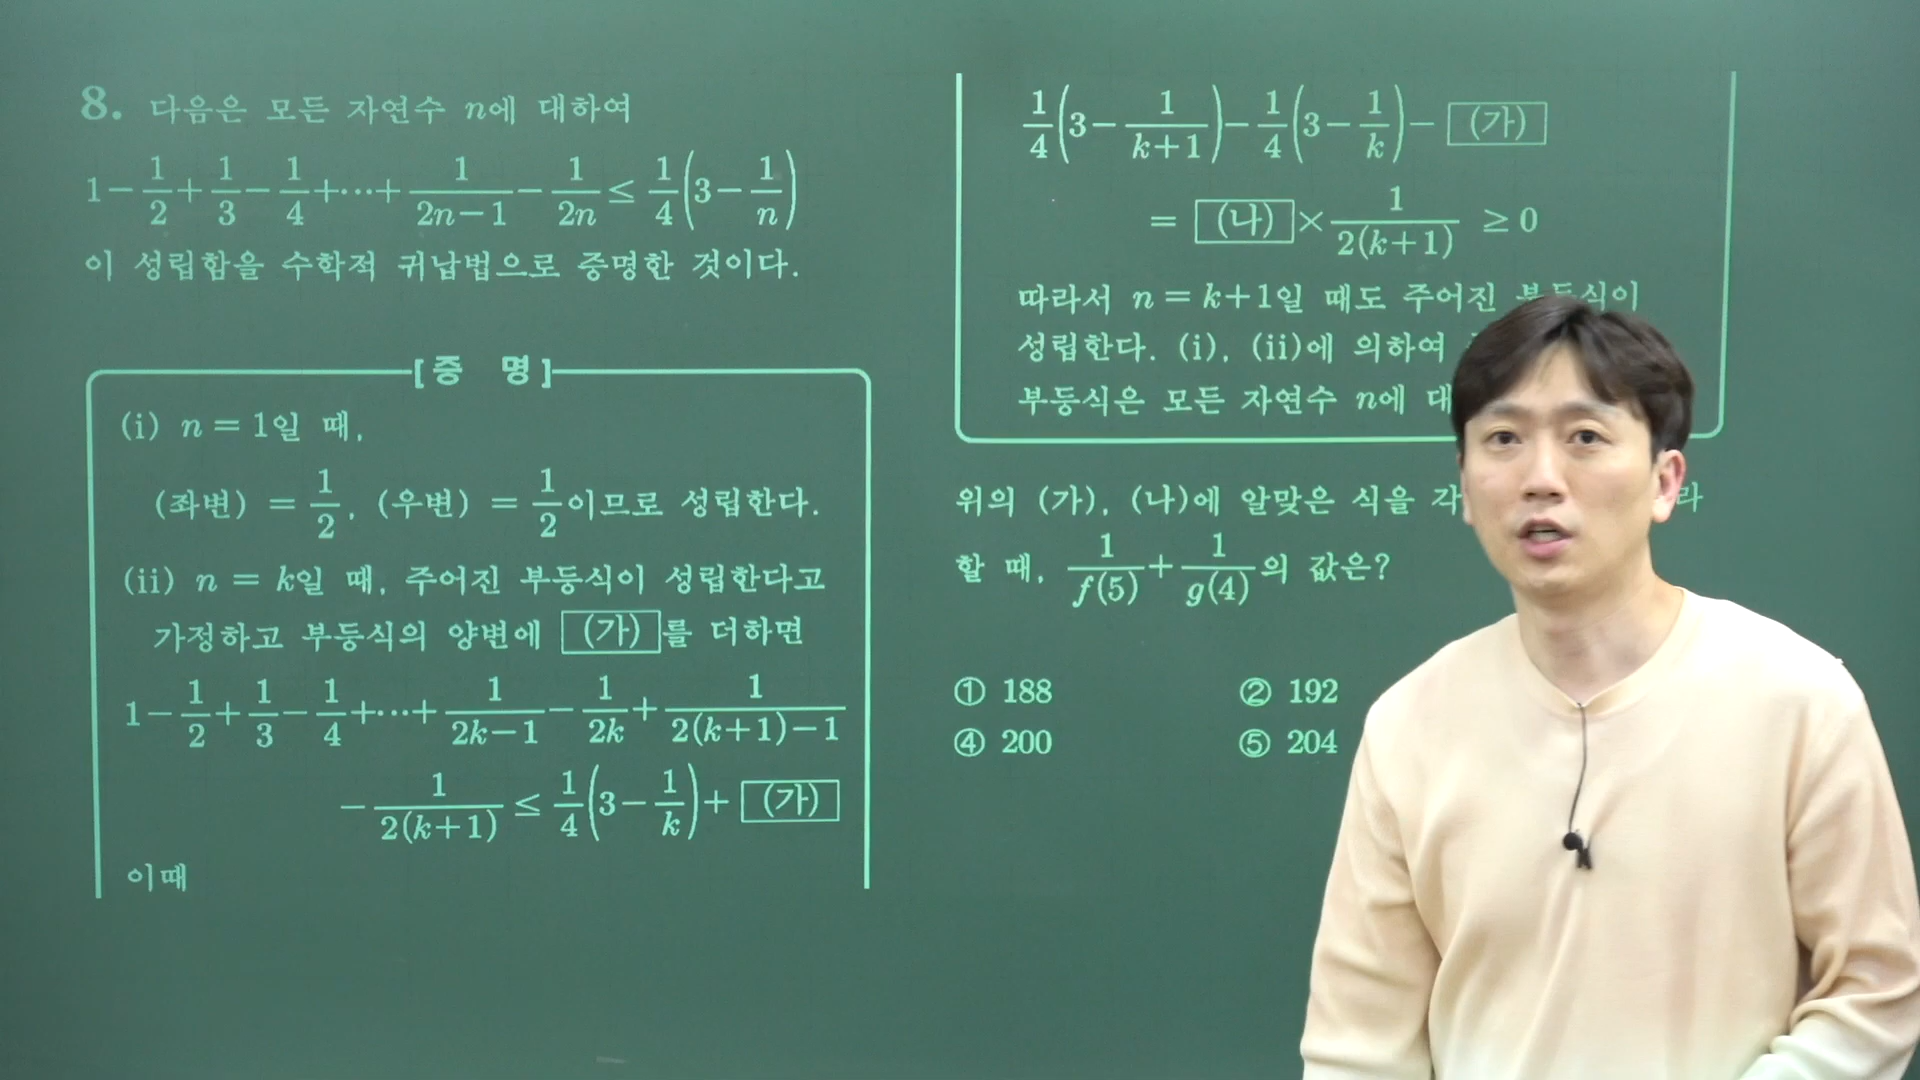 8. 다음은 모든 자연수 n에 대하여
1 - 1/2 + 1/3 - 1/4 + ⋯ + 1/(2n-1) - 1/(2n) ≤ 1/4(3 - 1/n)
이 성립함을 수학적 귀납법으로 증명한 것이다.
[증 명]
(i) n = 1일 때,
(좌변) = 1/2, (우변) = 1/2이므로 성립한다.
(ii) n = k일 때, 주어진 부등식이 성립한다고
가정하고 부등식의 양변에 (가)를 더하면
1 - 1/2 + 1/3 - 1/4 + ⋯ + 1/(2k-1) - 1/(2k) + 1/(2(k+1)-1)
- 1/(2(k+1)) ≤ 1/4(3 - 1/k) + (가)
이때
1/4(3 - 1/(k+1)) - 1/4(3 - 1/k) - (가)
= (나) × 1/(2(k+1)) ≥ 0
따라서 n = k+1일 때도 주어진 부등식이
성립한다. (i), (ii)에 의하여
부등식은 모든 자연수 n에
위의 (가), (나)에 알맞은 식을 각
할 때, 1/f(5) + 1/g(4)의 값은?
① 188 ② 192
④ 200 ⑤ 204